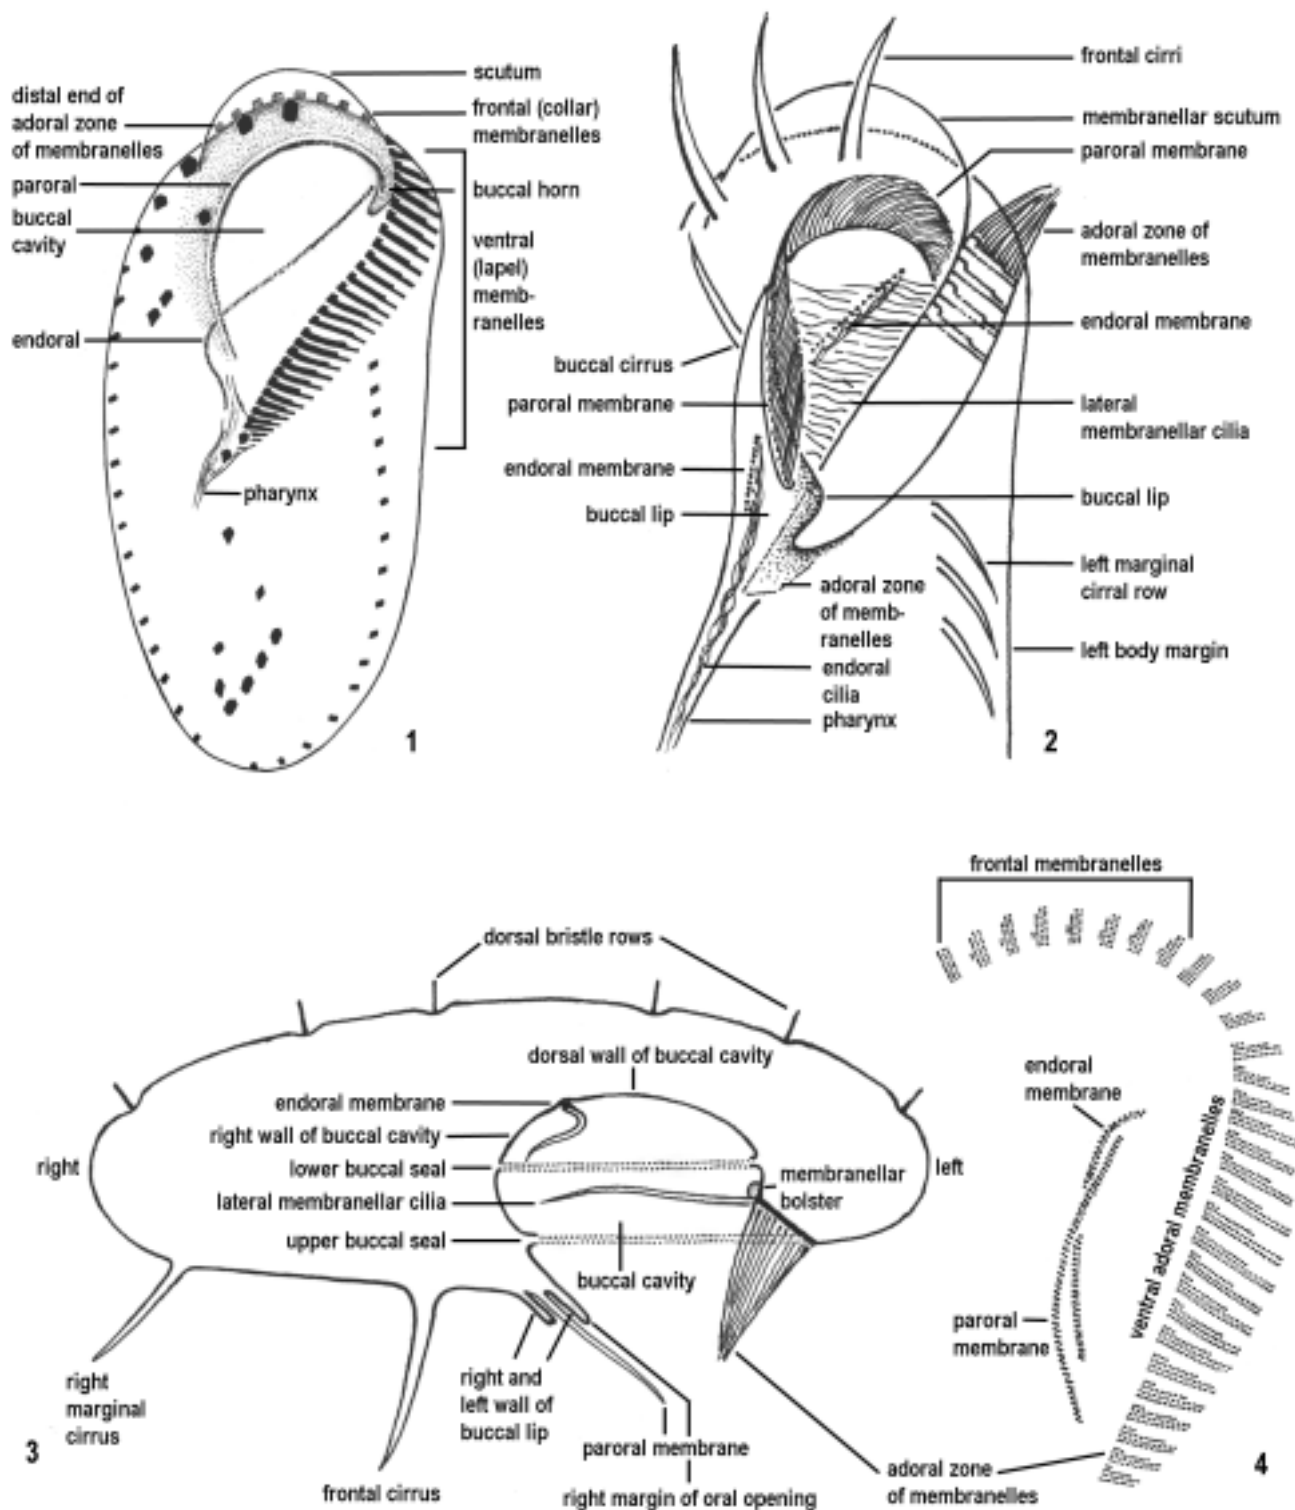 scutum
distal end of
adoral zone
of membranelles
frontal (collar)
membranelles
paroral
buccal horn
buccal
cavity
ventral
(lapel)
memb-
ranelles
endoral
pharynx
1
frontal cirri
membranellar scutum
paroral membrane
adoral zone of
membranelles
endoral membrane
buccal cirrus
paroral membrane
lateral
membranellar cilia
endoral membrane
buccal lip
buccal lip
left marginal
cirral row
adoral zone
of memb-
ranelles
left body margin
endoral
cilia
pharynx
2
dorsal bristle rows
dorsal wall of buccal cavity
endoral membrane
right wall of buccal cavity
right
lower buccal seal
left
membranellar
bolster
lateral membranellar cilia
upper buccal seal
buccal cavity
right
marginal
cirrus
right and
left wall of
buccal lip
paroral membrane
frontal cirrus
right margin of oral opening
3
frontal membranelles
endoral
membrane
ventral adoral membranelles
paroral
membrane
adoral zone
of membranelles
4